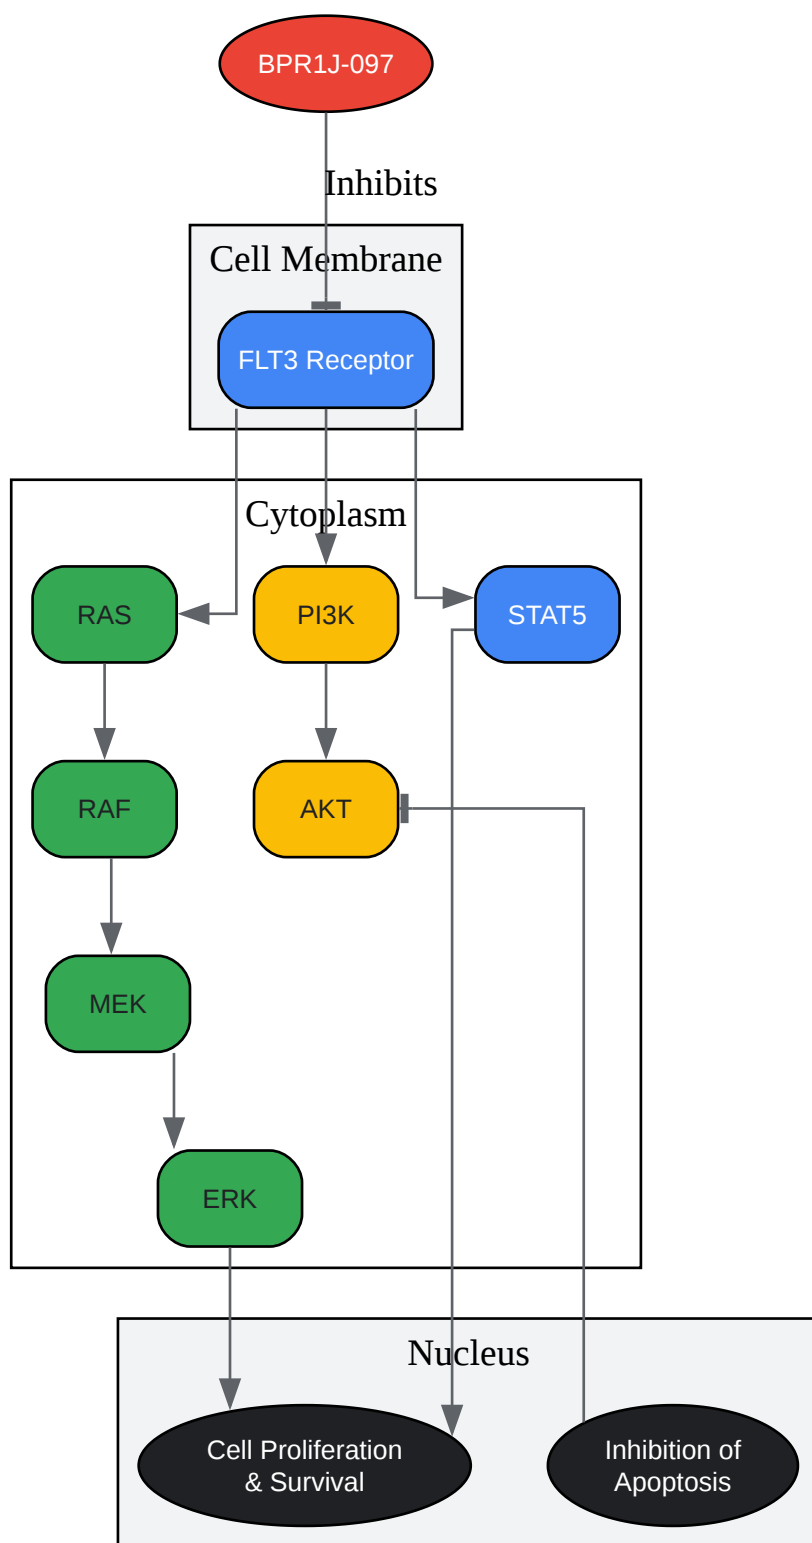 BPR1J-097
Inhibits
Cell Membrane
FLT3 Receptor
Cytoplasm
RAS
PI3K
STAT5
RAF
AKT
MEK
ERK
Nucleus
Cell Proliferation
& Survival
Inhibition of
Apoptosis